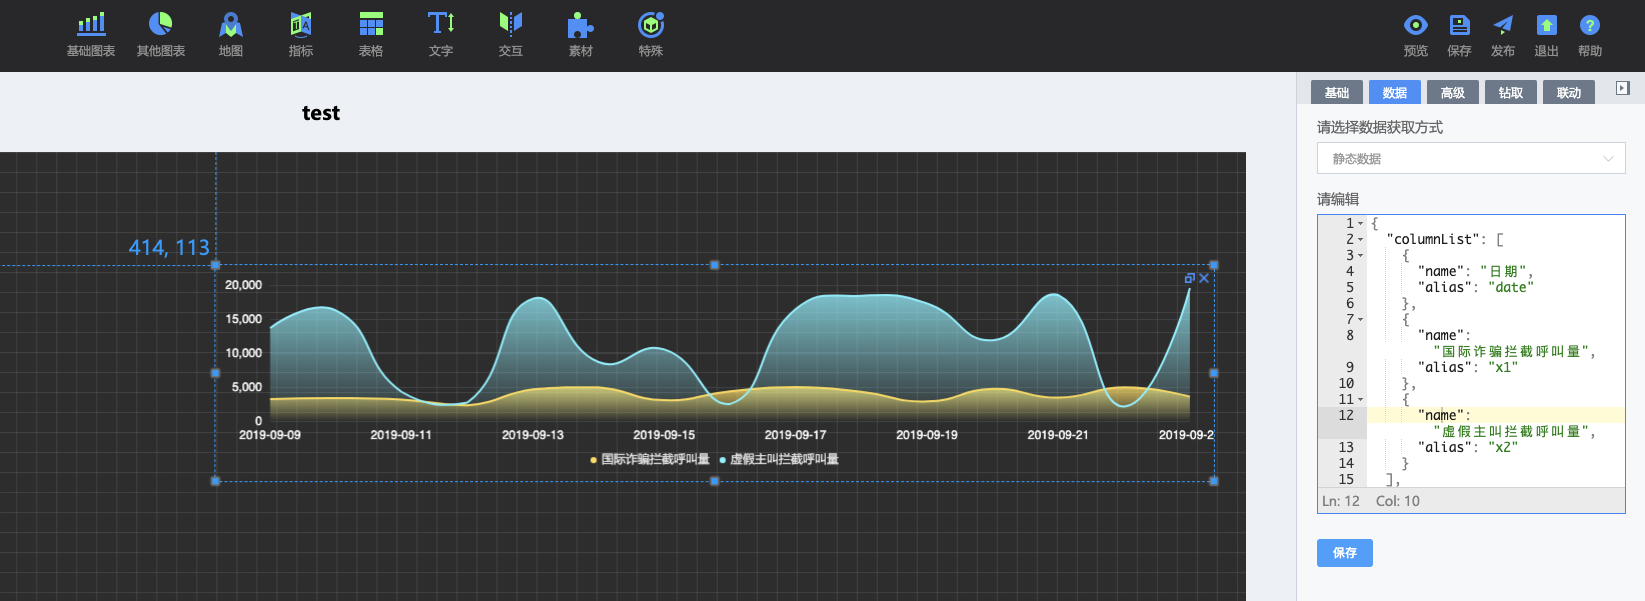 基础图表 其他图表 地图 指标 表格 文字 交互 素材 特殊 预览 保存 发布 退出 帮助
test
414, 113
20,000
15,000
10,000
5,000
0
2019-09-09 2019-09-11 2019-09-13 2019-09-15 2019-09-17 2019-09-19 2019-09-21 2019-09-2
国际诈骗拦截呼叫量 虚假主叫拦截呼叫量
基础 数据 高级 钻取 联动
请选择数据获取方式
静态数据
请编辑
1 {
2 "columnList": [
3 {
4 "name": "日期",
5 "alias": "date"
6 },
7 {
8 "name":
"国际诈骗拦截呼叫量",
9 "alias": "x1"
10 },
11 {
12 "name":
"虚假主叫拦截呼叫量",
13 "alias": "x2"
14 }
15 ],
Ln: 12 Col: 10
保存